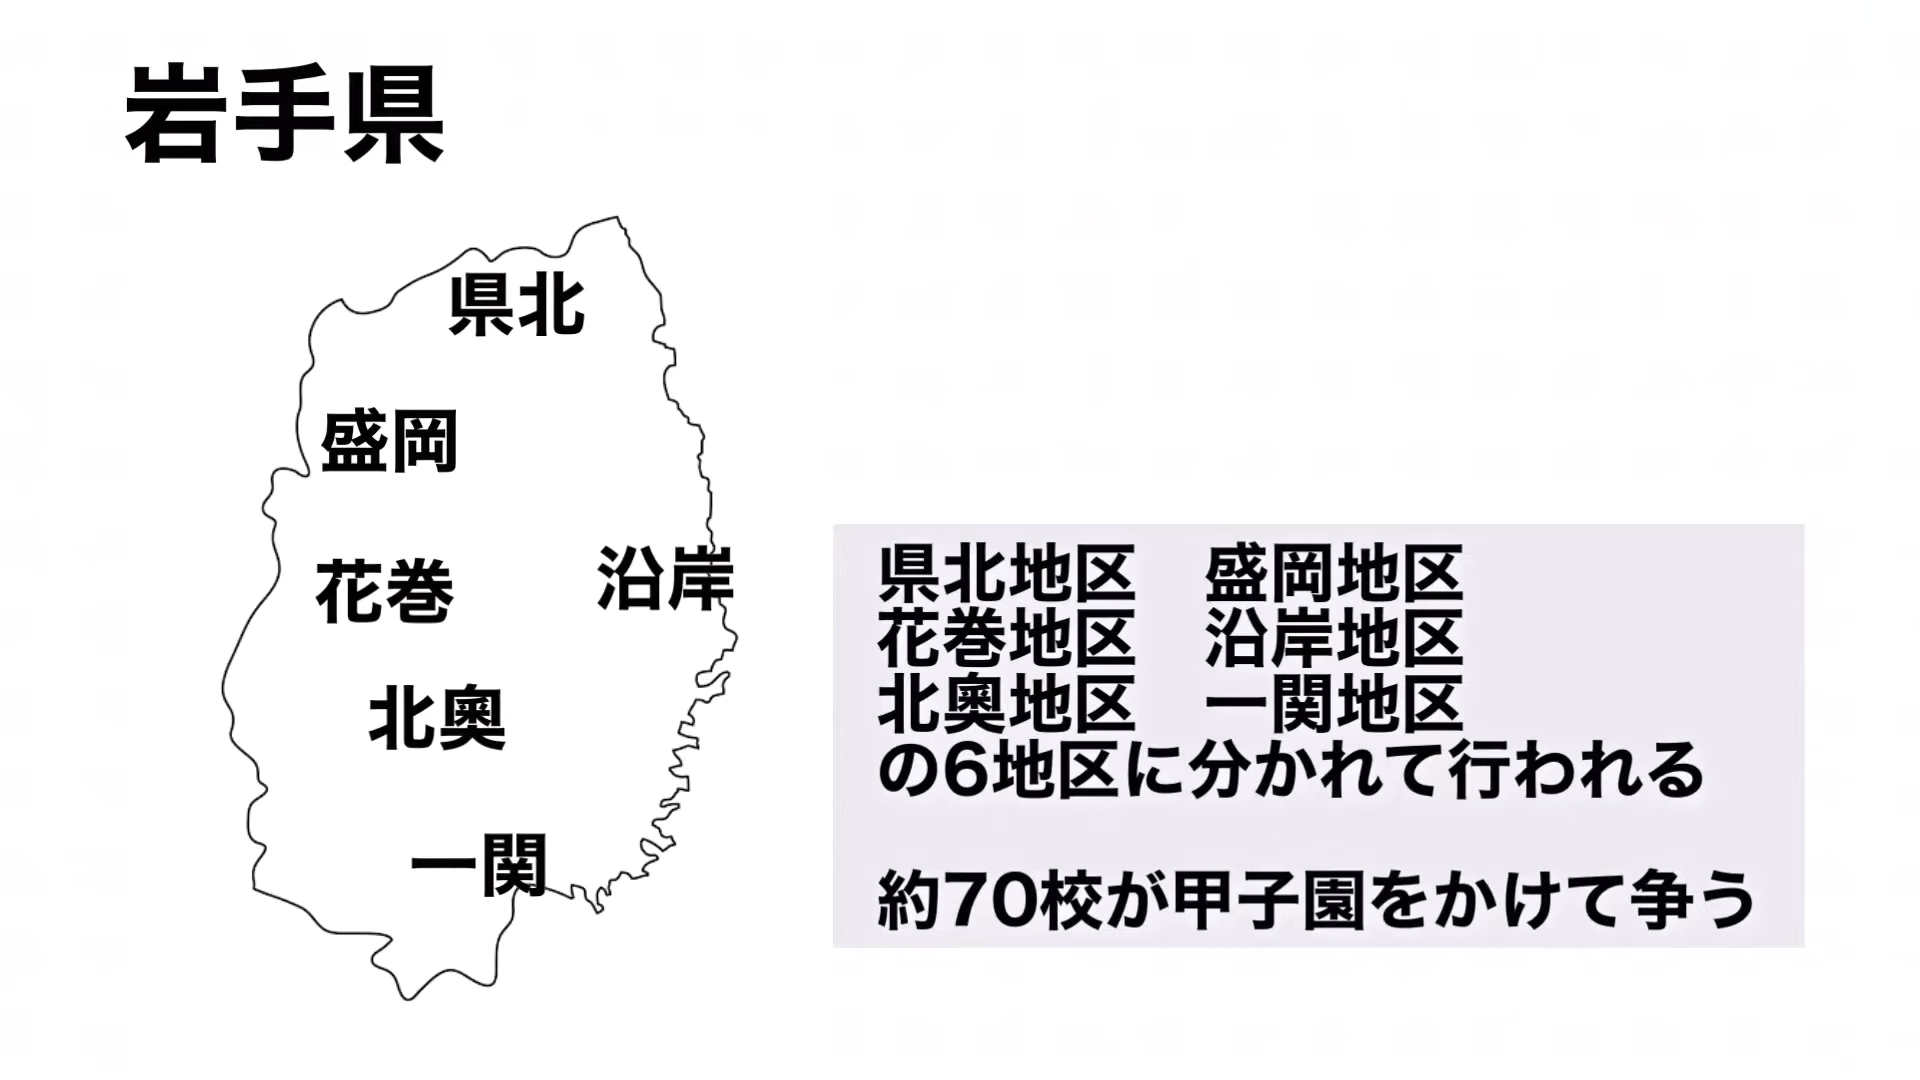 岩手県
県北
盛岡
花巻
沿岸
北奥
一関
県北地区　盛岡地区
花巻地区　沿岸地区
北奥地区　一関地区
の6地区に分かれて行われる
約70校が甲子園をかけて争う